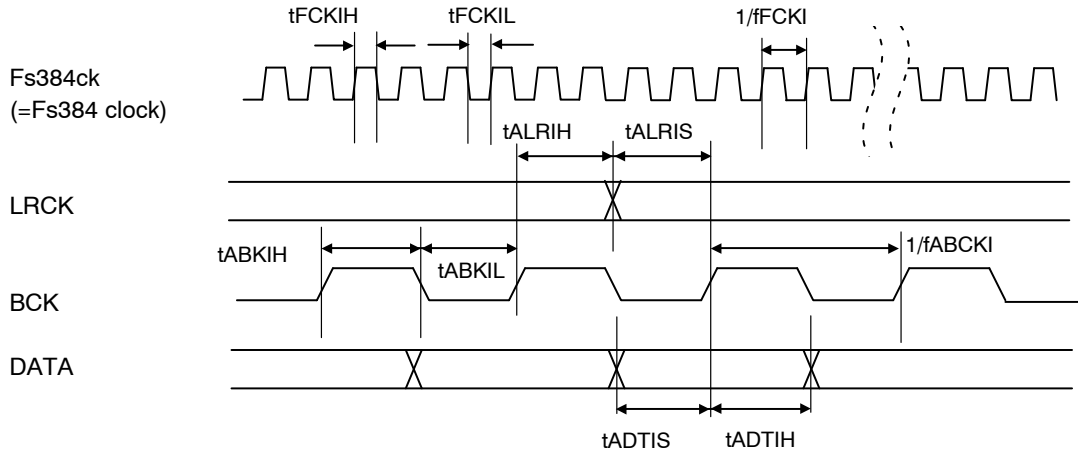 tFCKIH
tFCKIL
1/fFCKI
Fs384ck
(=Fs384 clock)
tALRIH
tALRIS
LRCK
tABKIH
tABKIL
1/fABCKI
BCK
DATA
tADTIS
tADTIH